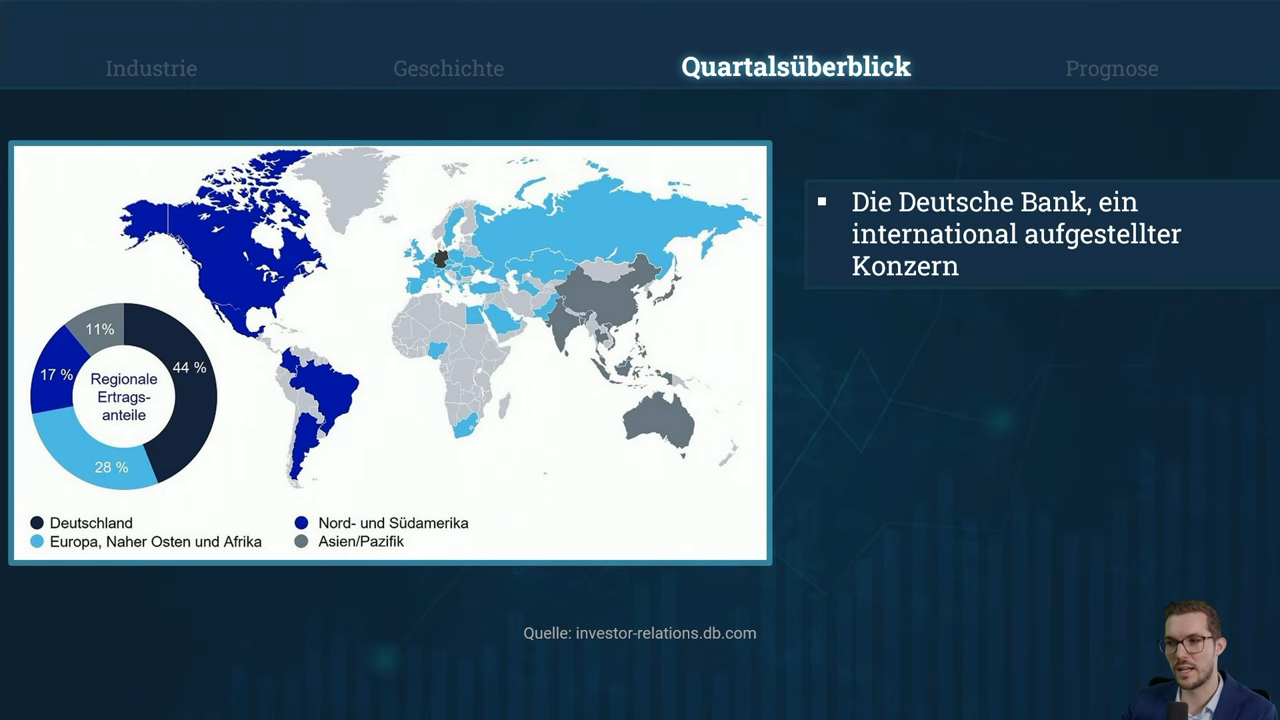 Industrie
Geschichte
Quartalsüberblick
Prognose
Die Deutsche Bank, ein
international aufgestellter
Konzern
11%
44 %
17 %
Regionale
Ertrags-
anteile
28 %
Deutschland
Nord- und Südamerika
Europa, Naher Osten und Afrika
Asien/Pazifik
Quelle: investor-relations.db.com